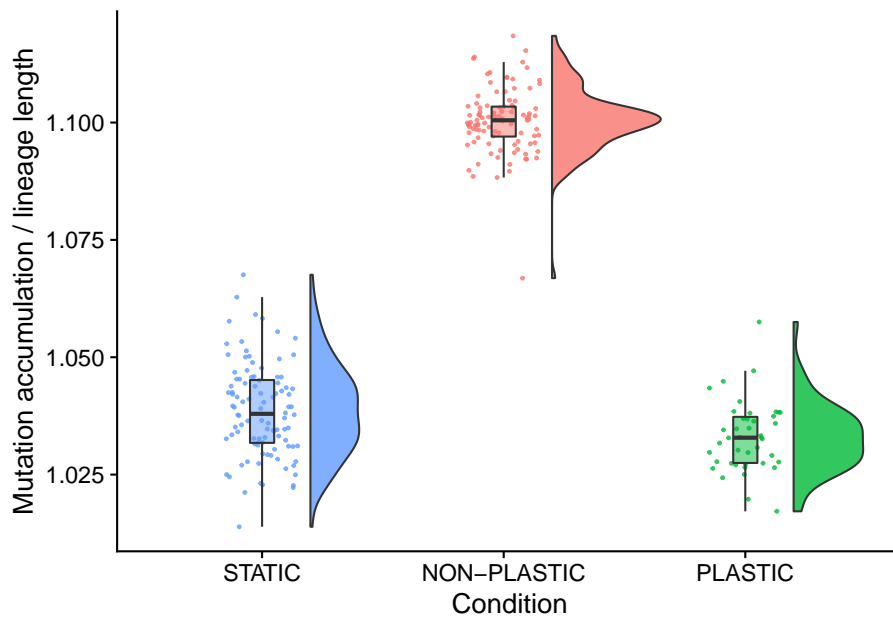 Mutation accumulation / lineage length
1.100
1.075
1.050
1.025
STATIC
NON−PLASTIC
PLASTIC
Condition